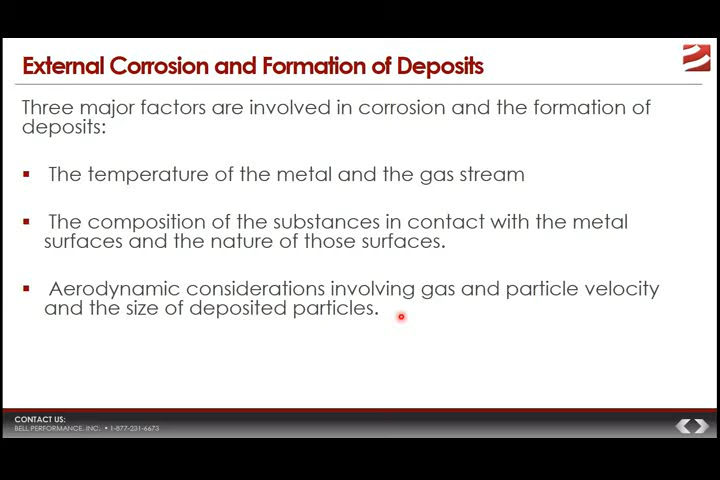 External Corrosion and Formation of Deposits
Three major factors are involved in corrosion and the formation of
deposits:
▪ The temperature of the metal and the gas stream
▪ The composition of the substances in contact with the metal
surfaces and the nature of those surfaces.
▪ Aerodynamic considerations involving gas and particle velocity
and the size of deposited particles.
CONTACT US:
BELL PERFORMANCE, INC. • 1-877-231-6673